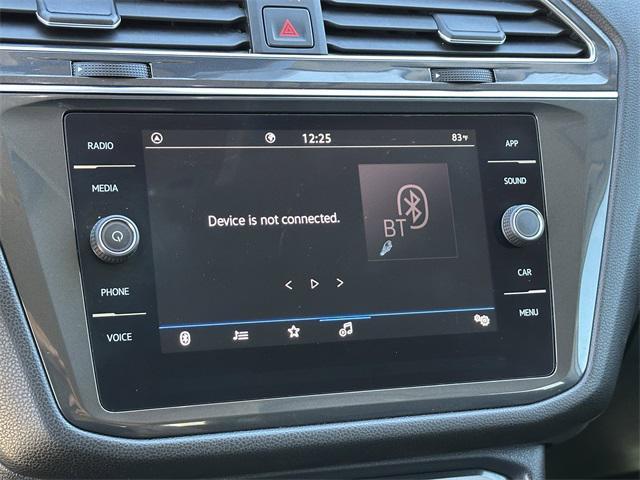 RADIO
MEDIA
PHONE
VOICE
12:25
83°F
Device is not connected.
BT
APP
SOUND
CAR
MENU